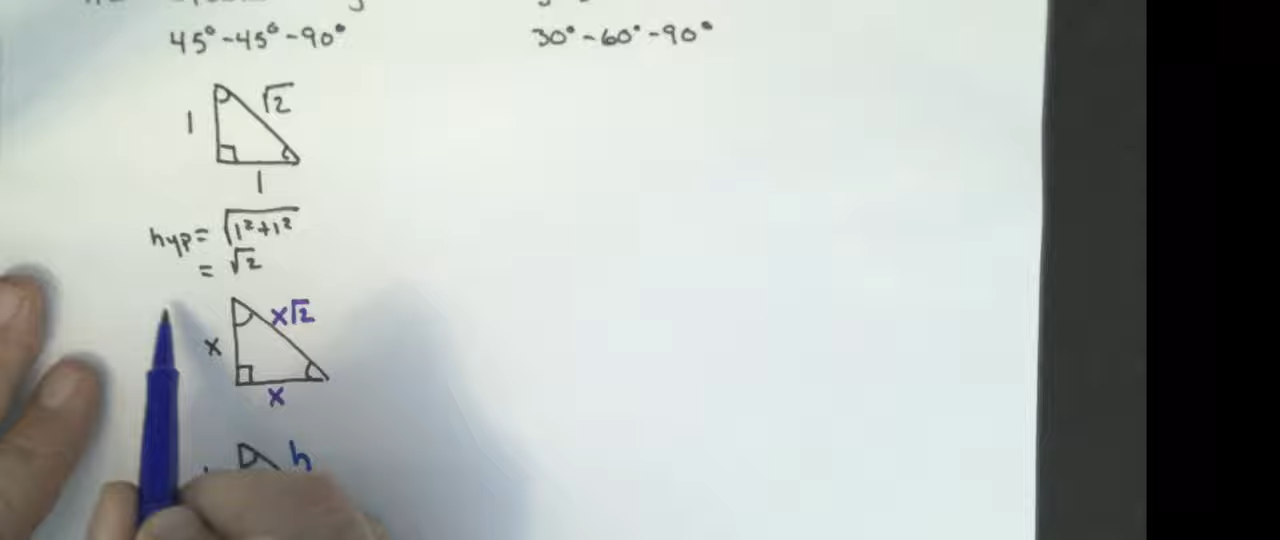 45°-45°-90°
30°-60°-90°
√2
1
1
hyp = √1²+1²
= √2
x√2
x
x
h